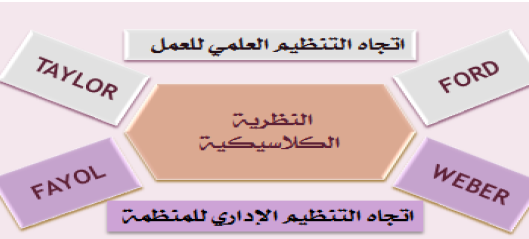 اتجاه التنظيم العلمي للعمل
TAYLOR
FORD
النظرية
الكلاسيكية
FAYOL
WEBER
اتجاه التنظيم الإداري للمنظمة